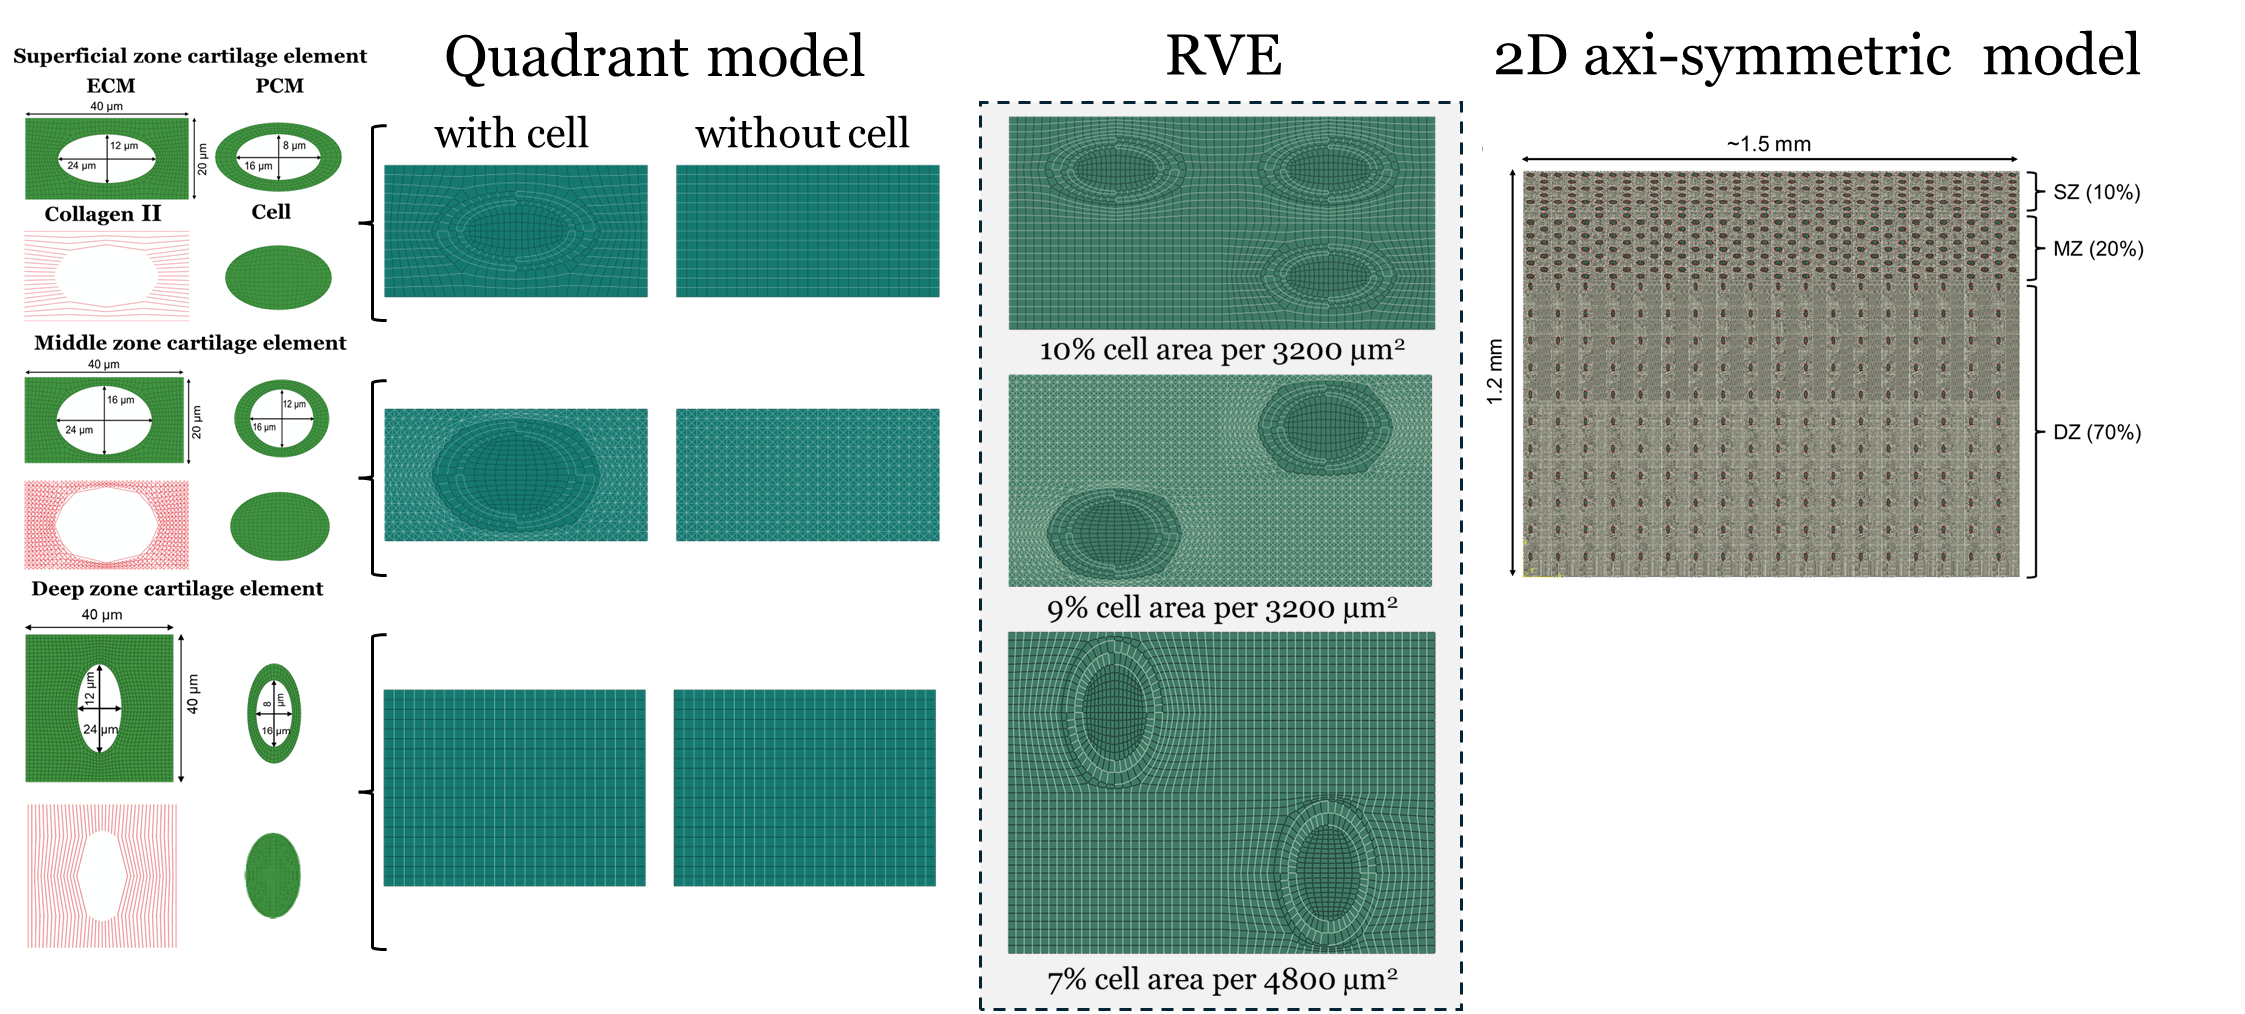 Quadrant model
RVE
2D axi-symmetric model
Superficial zone cartilage element
ECM
PCM
40 µm
12 µm
24 µm
20 µm
8 µm
16 µm
Collagen II
Cell
with cell
without cell
10% cell area per 3200 µm²
Middle zone cartilage element
40 µm
16 µm
24 µm
20 µm
12 µm
16 µm
9% cell area per 3200 µm²
Deep zone cartilage element
40 µm
12 µm
24 µm
40 µm
8 µm
16 µm
7% cell area per 4800 µm²
~1.5 mm
1.2 mm
SZ (10%)
MZ (20%)
DZ (70%)